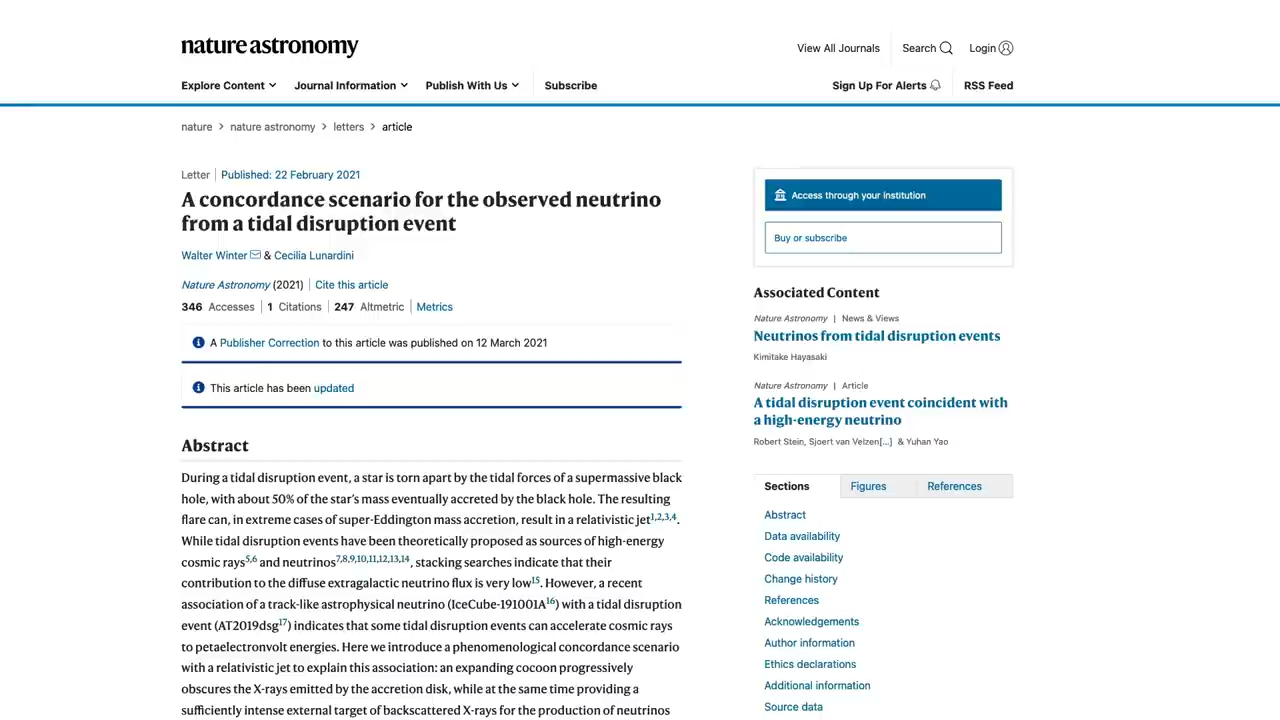 nature astronomy
View All Journals
Search
Login
Explore Content
Journal Information
Publish With Us
Subscribe
Sign Up For Alerts
RSS Feed
nature > nature astronomy > letters > article
Letter | Published: 22 February 2021
A concordance scenario for the observed neutrino
from a tidal disruption event
Walter Winter & Cecilia Lunardini
Nature Astronomy (2021) | Cite this article
346 Accesses | 1 Citations | 247 Altmetric | Metrics
A Publisher Correction to this article was published on 12 March 2021
This article has been updated
Abstract
During a tidal disruption event, a star is torn apart by the tidal forces of a supermassive black
hole, with about 50% of the star's mass eventually accreted by the black hole. The resulting
flare can, in extreme cases of super-Eddington mass accretion, result in a relativistic jet1,2,3,4.
While tidal disruption events have been theoretically proposed as sources of high-energy
cosmic rays5,6 and neutrinos7,8,9,10,11,12,13,14, stacking searches indicate that their
contribution to the diffuse extragalactic neutrino flux is very low15. However, a recent
association of a track-like astrophysical neutrino (IceCube-191001A16) with a tidal disruption
event (AT2019dsg17) indicates that some tidal disruption events can accelerate cosmic rays
to petaelectronvolt energies. Here we introduce a phenomenological concordance scenario
with a relativistic jet to explain this association: an expanding cocoon progressively
obscures the X-rays emitted by the accretion disk, while at the same time providing a
sufficiently intense external target of backscattered X-rays for the production of neutrinos
Access through your institution
Buy or subscribe
Associated Content
Nature Astronomy | News & Views
Neutrinos from tidal disruption events
Kimitake Hayasaki
Nature Astronomy | Article
A tidal disruption event coincident with
a high-energy neutrino
Robert Stein, Sjoert van Velzen[...] & Yuhan Yao
Sections
Figures
References
Abstract
Data availability
Code availability
Change history
References
Acknowledgements
Author information
Ethics declarations
Additional information
Source data